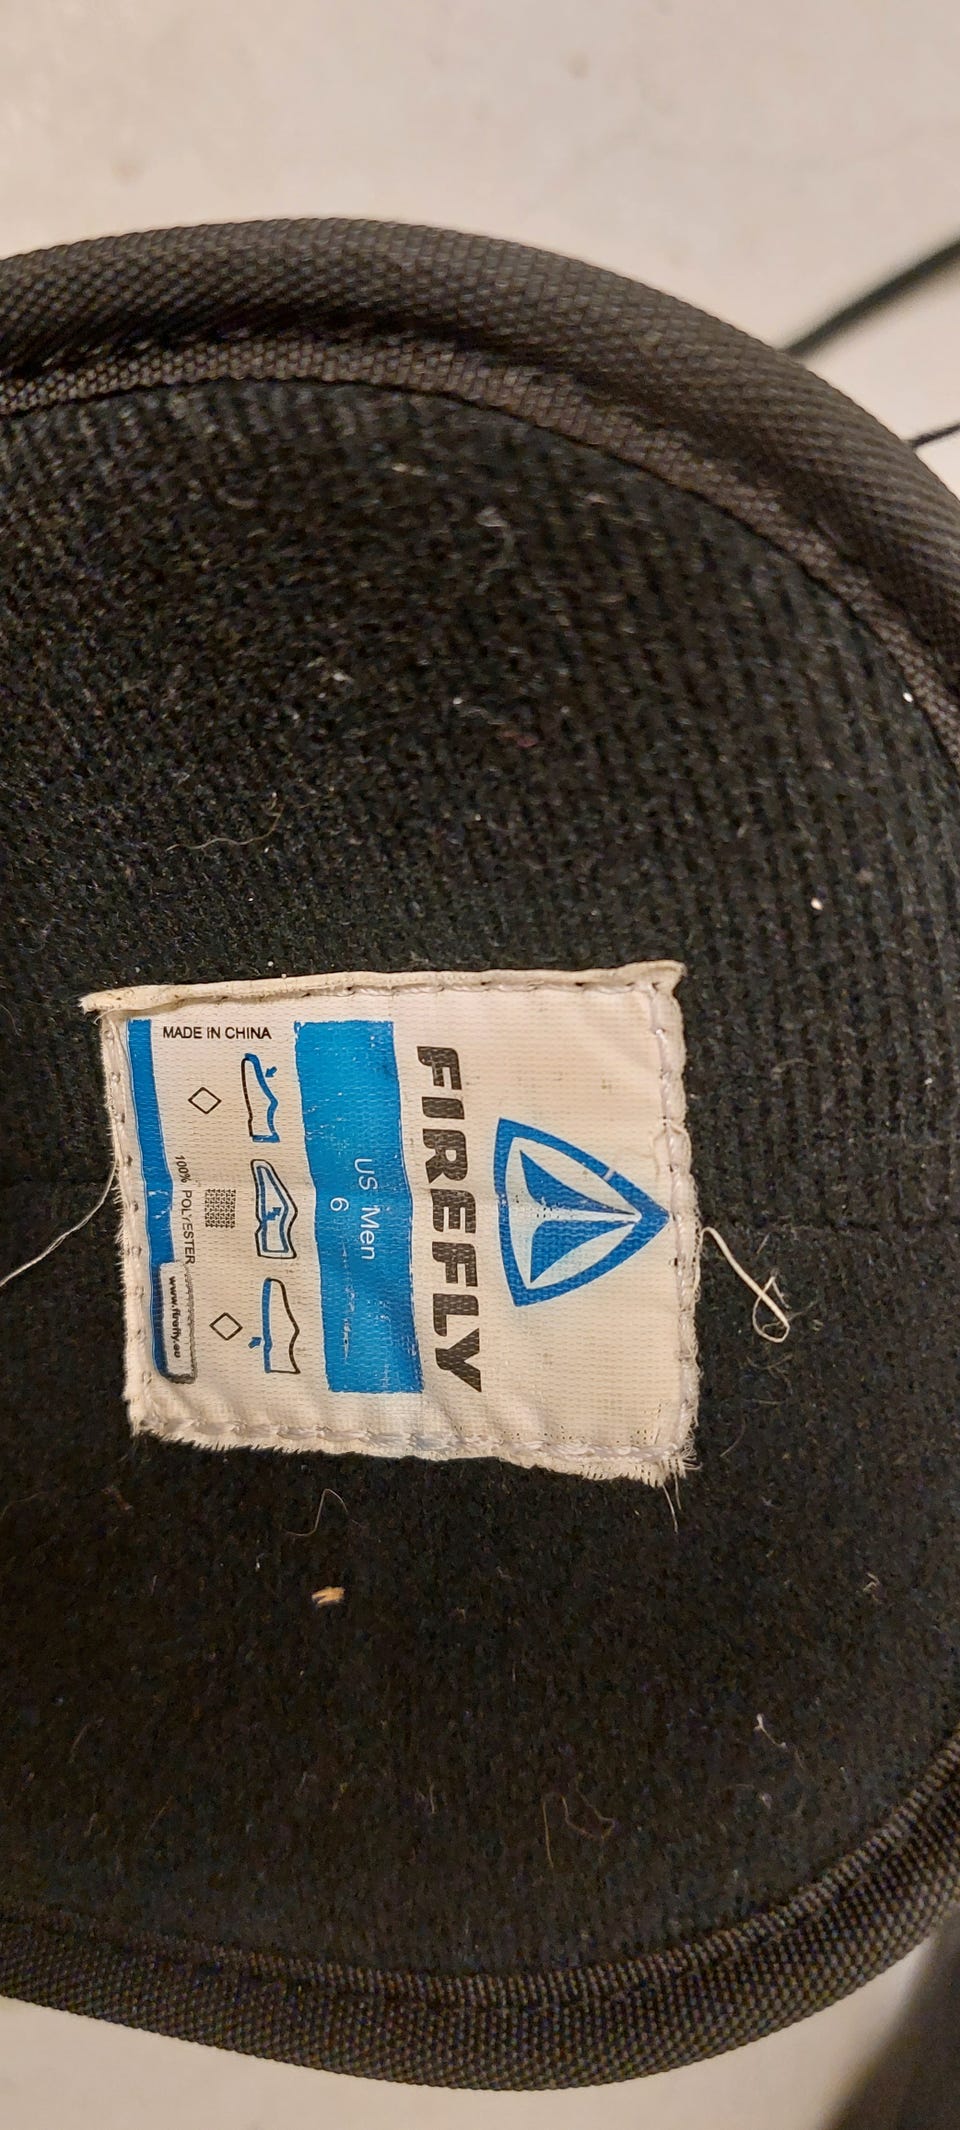 FIREFLY
US Men
6
100% POLYESTER
MADE IN CHINA
www.firefly.eu